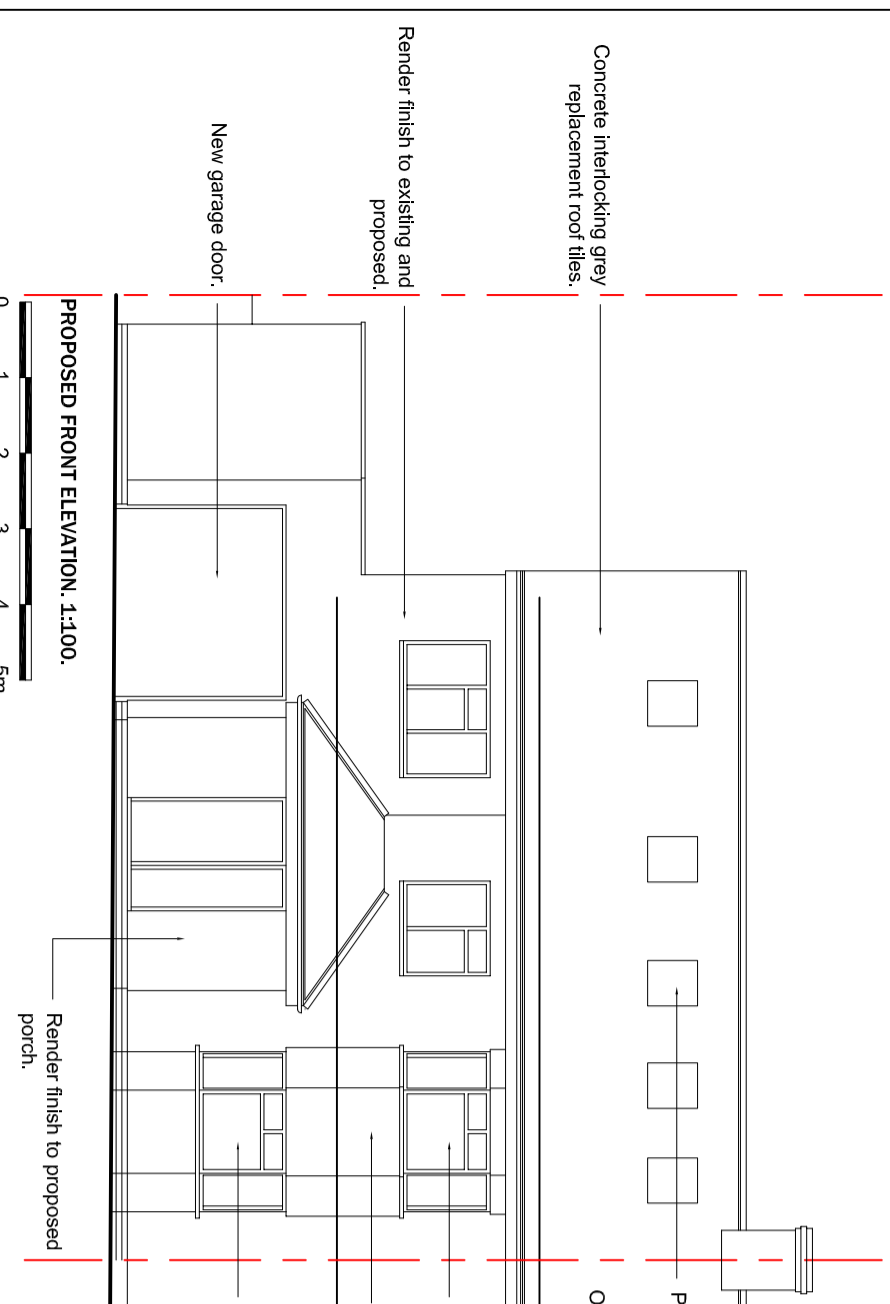 Concrete interlocking grey
replacement roof tiles.
Render finish to existing and
proposed.
New garage door.
P
O
Render finish to proposed
porch.
PROPOSED FRONT ELEVATION. 1:100.
0 1 2 3 4 5m